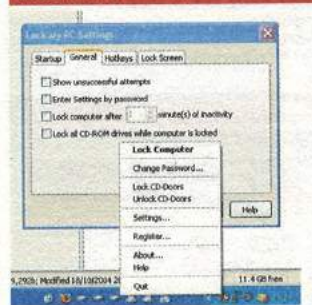 Lock My PC Settings
Startup General Hotkeys Lock Screen
Show unsuccessful attempts
Enter Settings by password
Lock computer after minute(s) of inactivity
Lock all CD-ROM drives while computer is locked
Lock Computer
Change Password...
Lock CD-Doors
Unlock CD-Doors
Settings...
Help
Register...
About...
Help
Quit
Modified 18/10/2004
11.4 GB free